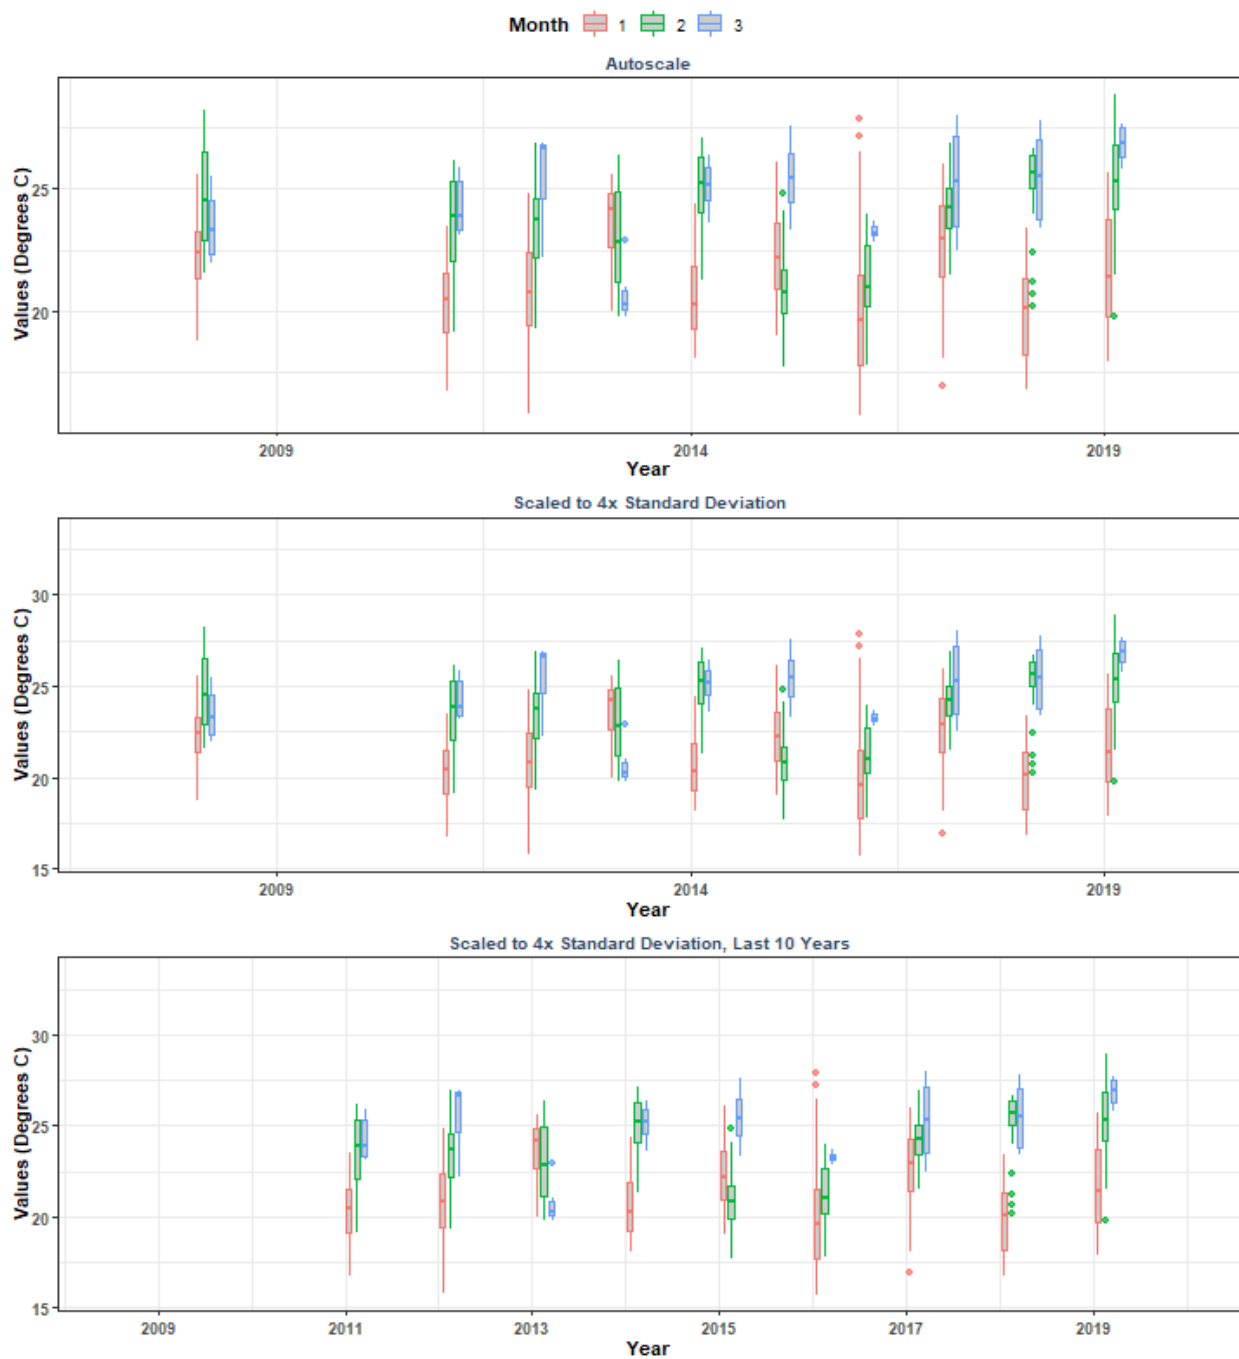 Month 1 2 3
Autoscale
Values (Degrees C)
25
20
2009 2014 2019
Year
Scaled to 4x Standard Deviation
Values (Degrees C)
30
25
20
15
2009 2014 2019
Year
Scaled to 4x Standard Deviation, Last 10 Years
Values (Degrees C)
30
25
20
15
2009 2011 2013 2015 2017 2019
Year